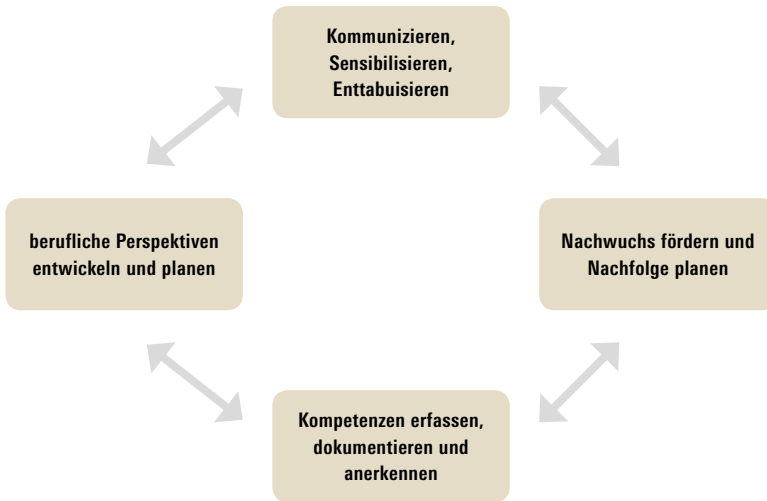 Kommunizieren,
Sensibilisieren,
Enttabuisieren
berufliche Perspektiven
entwickeln und planen
Nachwuchs fördern und
Nachfolge planen
Kompetenzen erfassen,
dokumentieren und
anerkennen